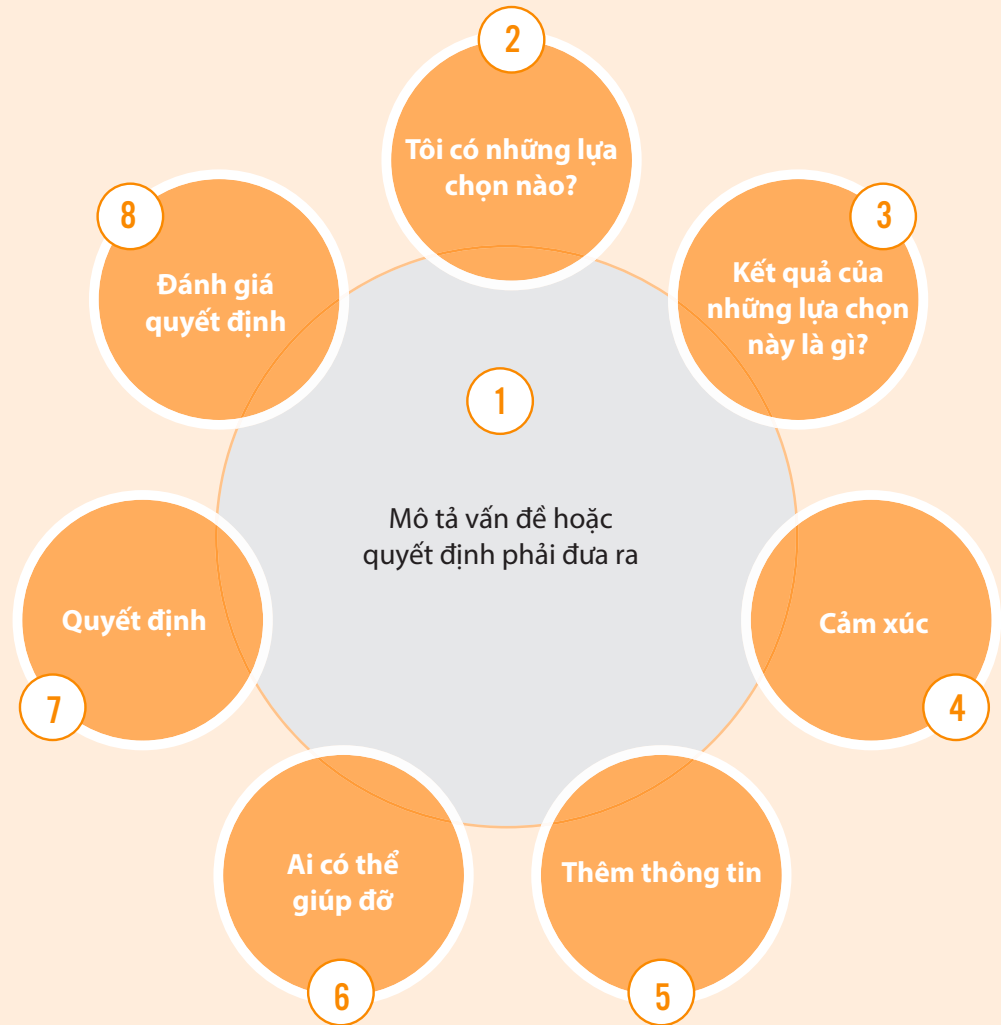 1
Mô tả vấn đề hoặc
quyết định phải đưa ra
2
Tôi có những lựa
chọn nào?
3
Kết quả của
những lựa chọn
này là gì?
4
Cảm xúc
5
Thêm thông tin
6
Ai có thể
giúp đỡ
7
Quyết định
8
Đánh giá
quyết định